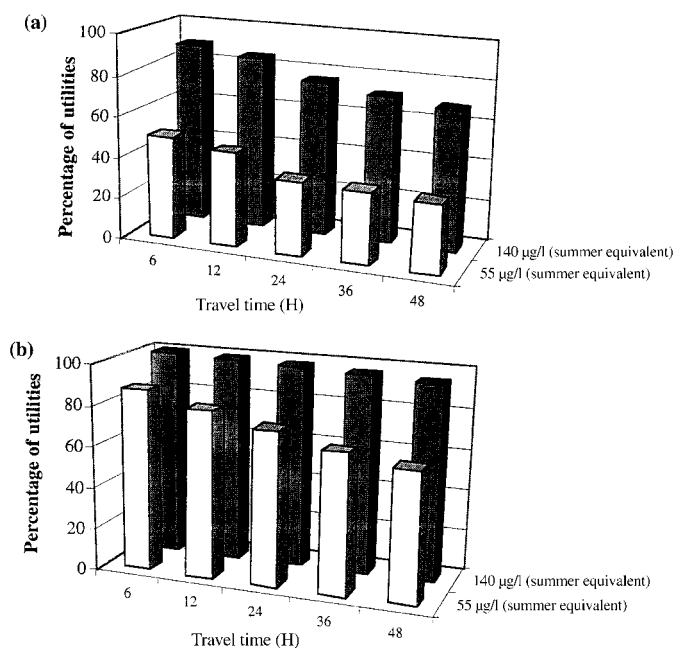 (a)
Percentage of utilities
100
80
60
40
20
0
6
12
24
36
48
Travel time (H)
140 µg/l (summer equivalent)
55 µg/l (summer equivalent)
(b)
Percentage of utilities
100
80
60
40
20
0
6
12
24
36
48
Travel time (H)
140 µg/l (summer equivalent)
55 µg/l (summer equivalent)